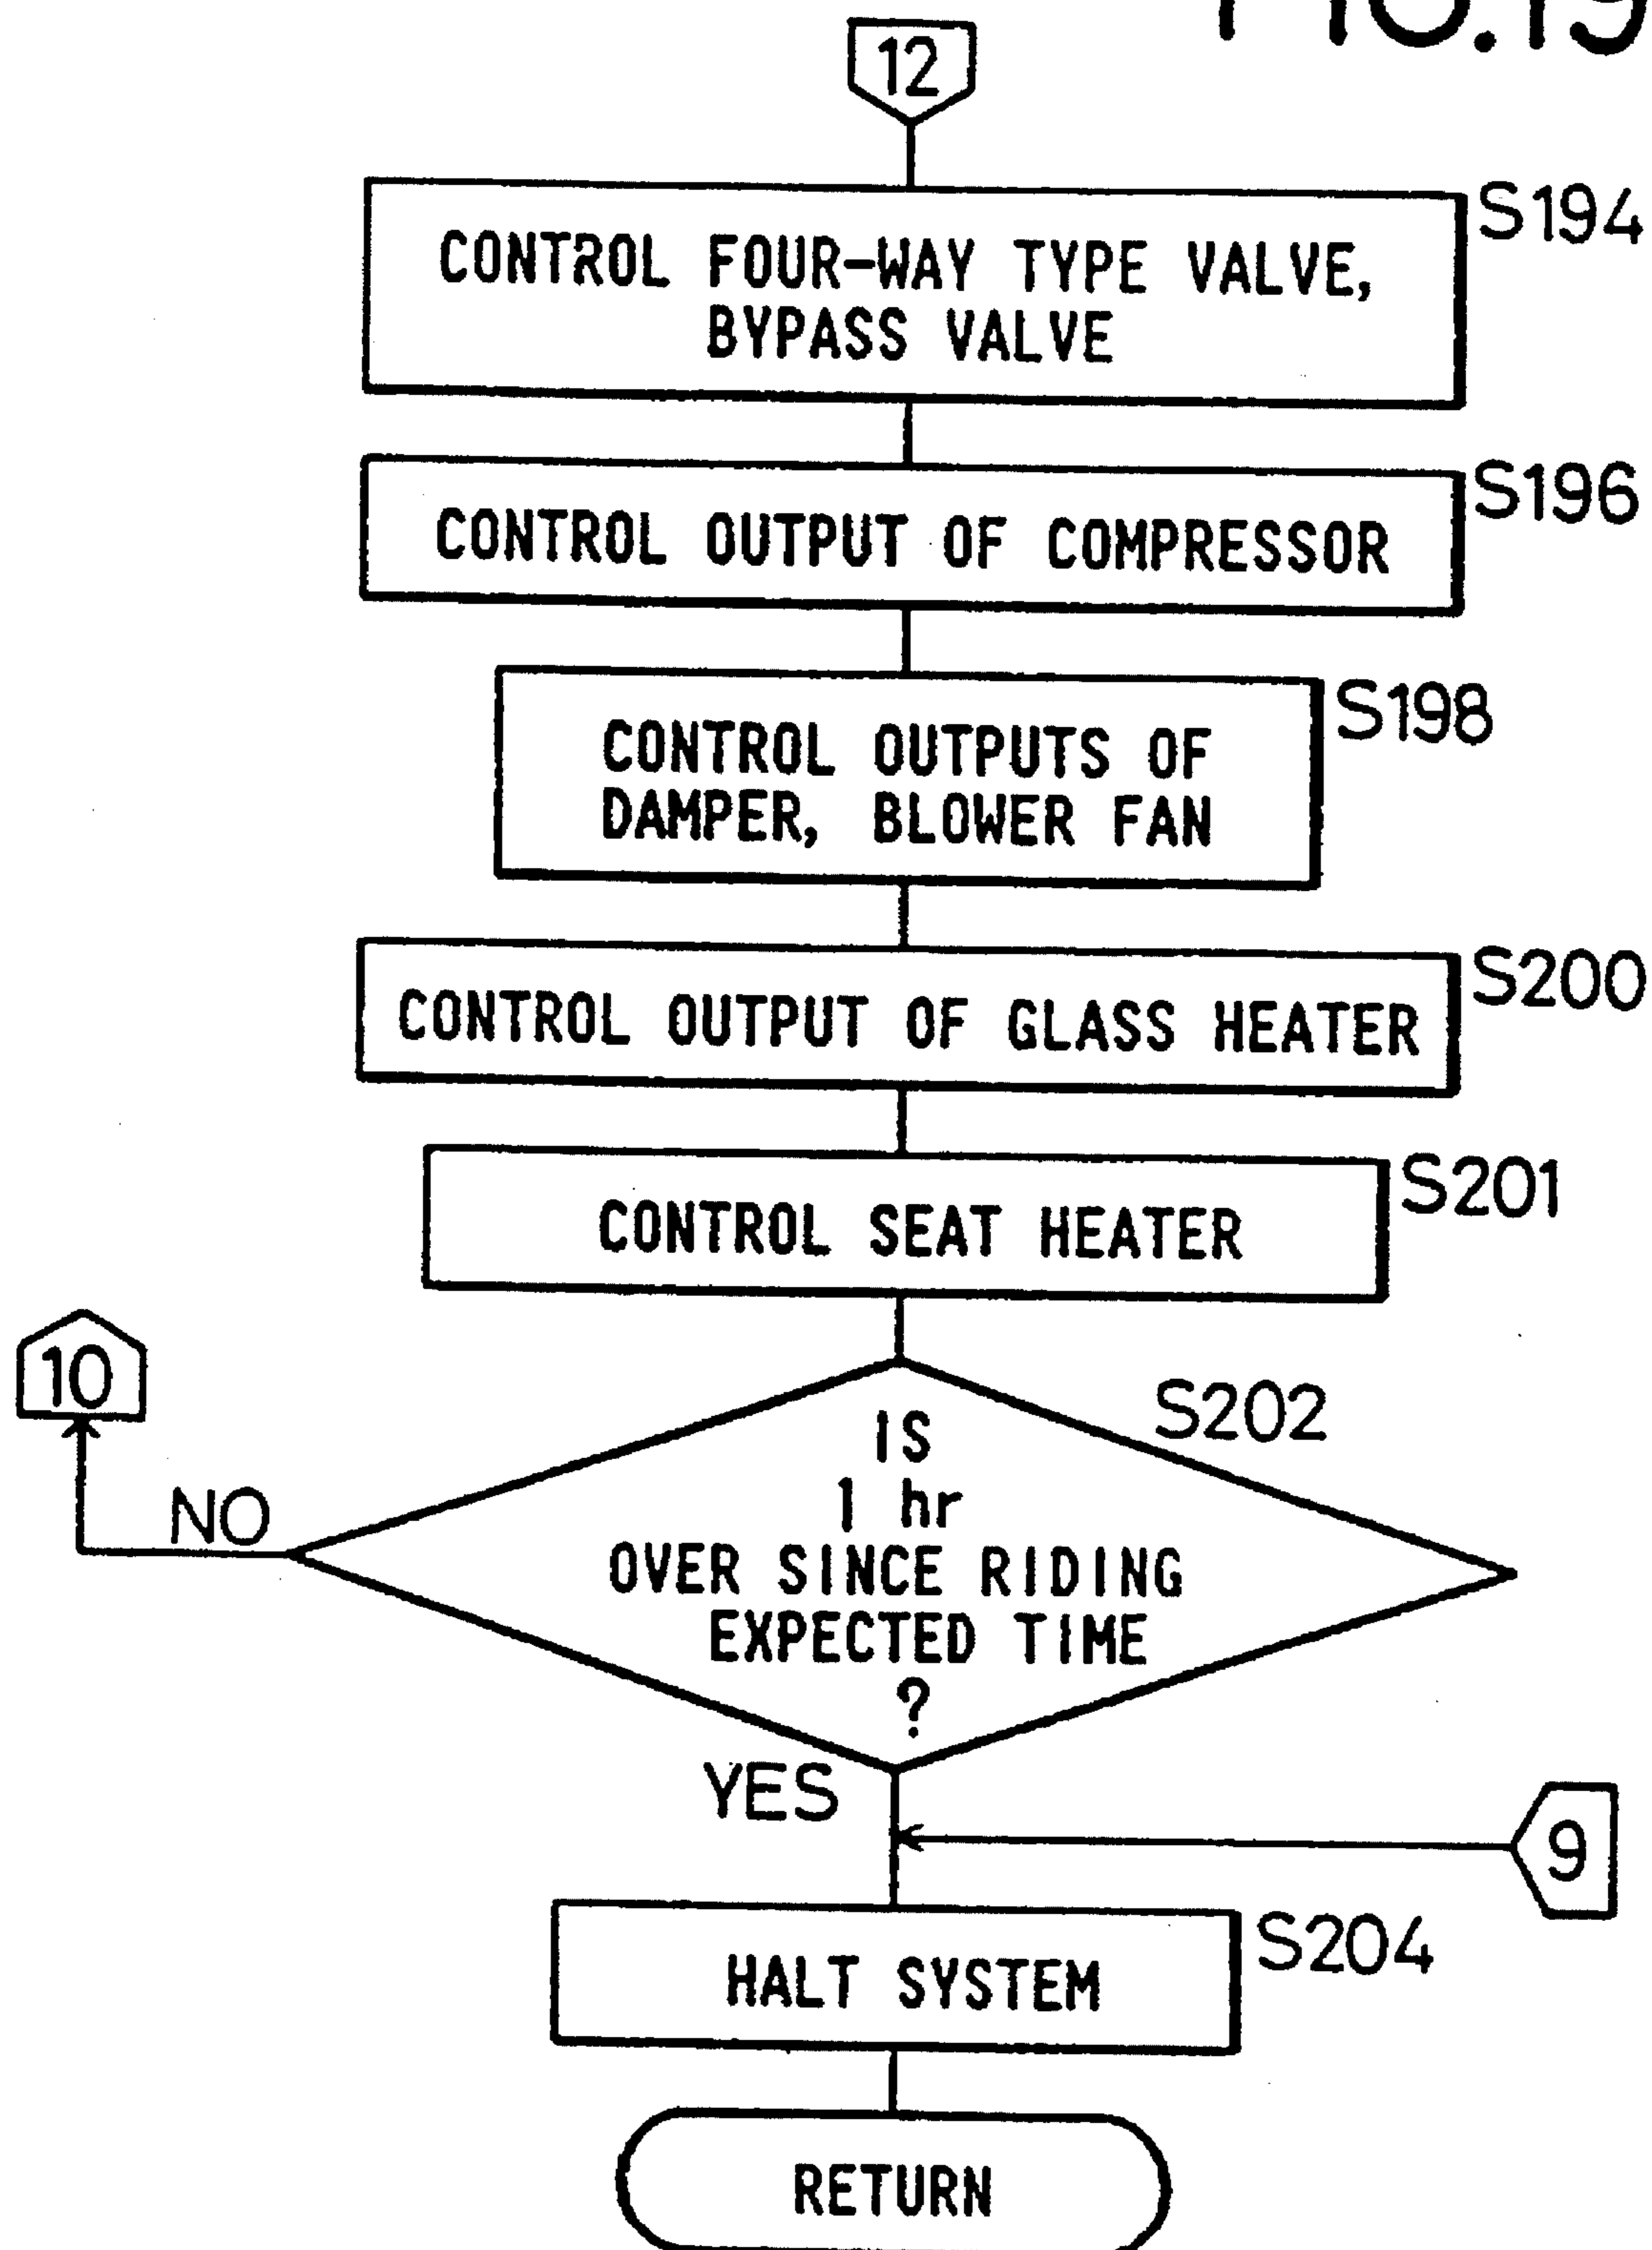 FIG.19
12
S194
CONTROL FOUR-WAY TYPE VALVE,
BYPASS VALVE
S196
CONTROL OUTPUT OF COMPRESSOR
S198
CONTROL OUTPUTS OF
DAMPER, BLOWER FAN
S200
CONTROL OUTPUT OF GLASS HEATER
S201
CONTROL SEAT HEATER
10
S202
IS
1 hr
OVER SINCE RIDING
EXPECTED TIME
?
NO
YES
9
S204
HALT SYSTEM
RETURN